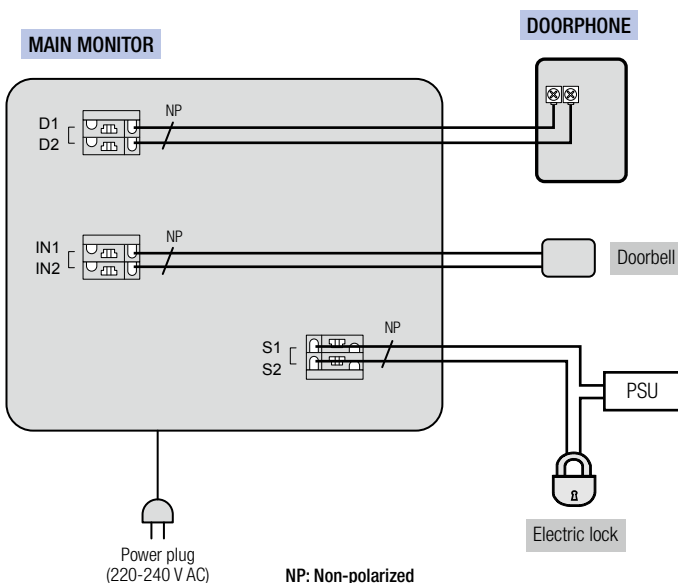 DOORPHONE
MAIN MONITOR
D1
D2
NP
IN1
IN2
NP
Doorbell
S1
S2
NP
PSU
Electric lock
Power plug
(220-240 V AC)
NP: Non-polarized